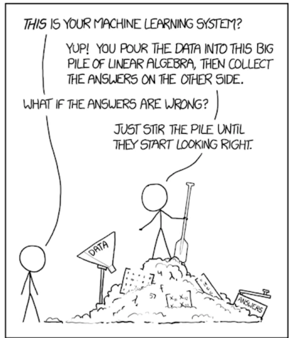 THIS IS YOUR MACHINE LEARNING SYSTEM?
YUP! YOU POUR THE DATA INTO THIS BIG
PILE OF LINEAR ALGEBRA, THEN COLLECT
THE ANSWERS ON THE OTHER SIDE.
WHAT IF THE ANSWERS ARE WRONG?
JUST STIR THE PILE UNTIL
THEY START LOOKING RIGHT.
DATA
ANSWERS